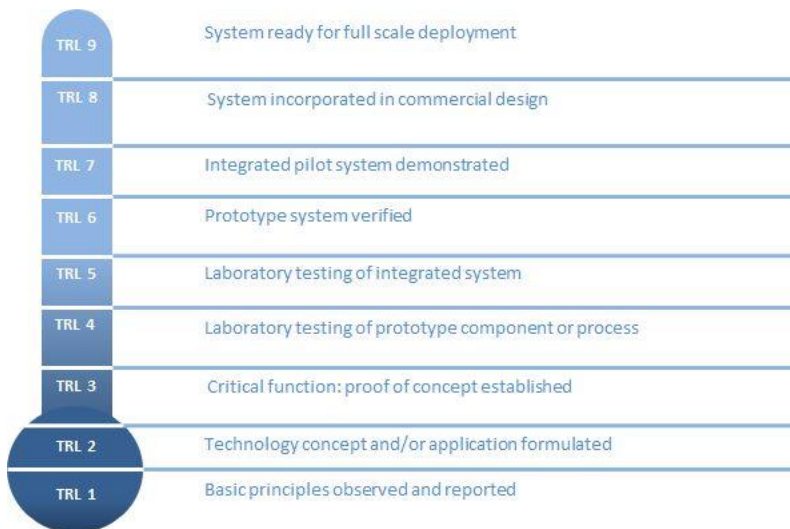 TRL 9 System ready for full scale deployment
TRL 8 System incorporated in commercial design
TRL 7 Integrated pilot system demonstrated
TRL 6 Prototype system verified
TRL 5 Laboratory testing of integrated system
TRL 4 Laboratory testing of prototype component or process
TRL 3 Critical function: proof of concept established
TRL 2 Technology concept and/or application formulated
TRL 1 Basic principles observed and reported